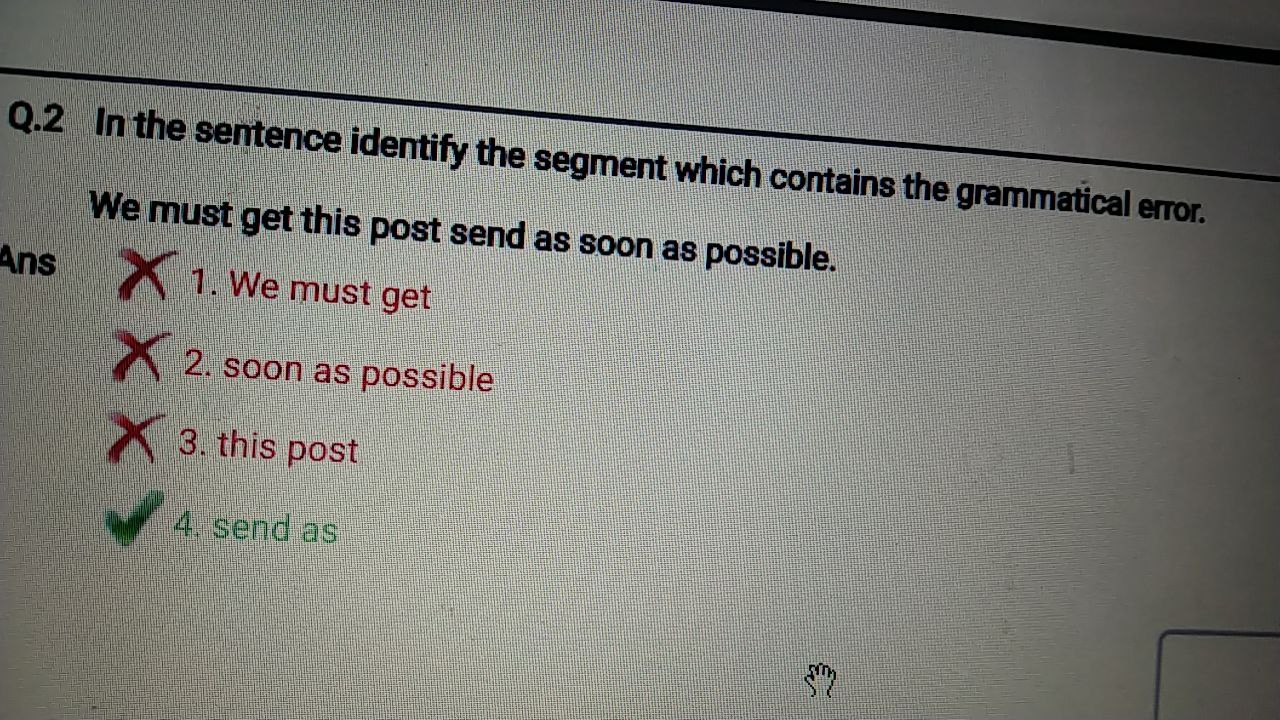 Q.2 In the sentence identify the segment which contains the grammatical error.
We must get this post send as soon as possible.
Ans 1. We must get
2. soon as possible
3. this post
4. send as